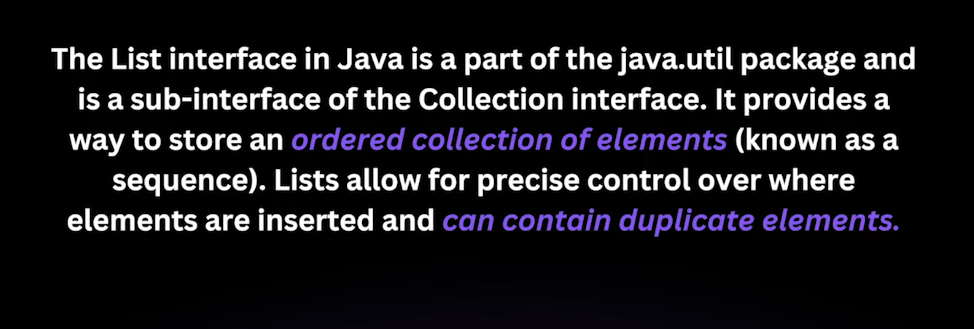 The List interface in Java is a part of the java.util package and
is a sub-interface of the Collection interface. It provides a
way to store an ordered collection of elements (known as a
sequence). Lists allow for precise control over where
elements are inserted and can contain duplicate elements.